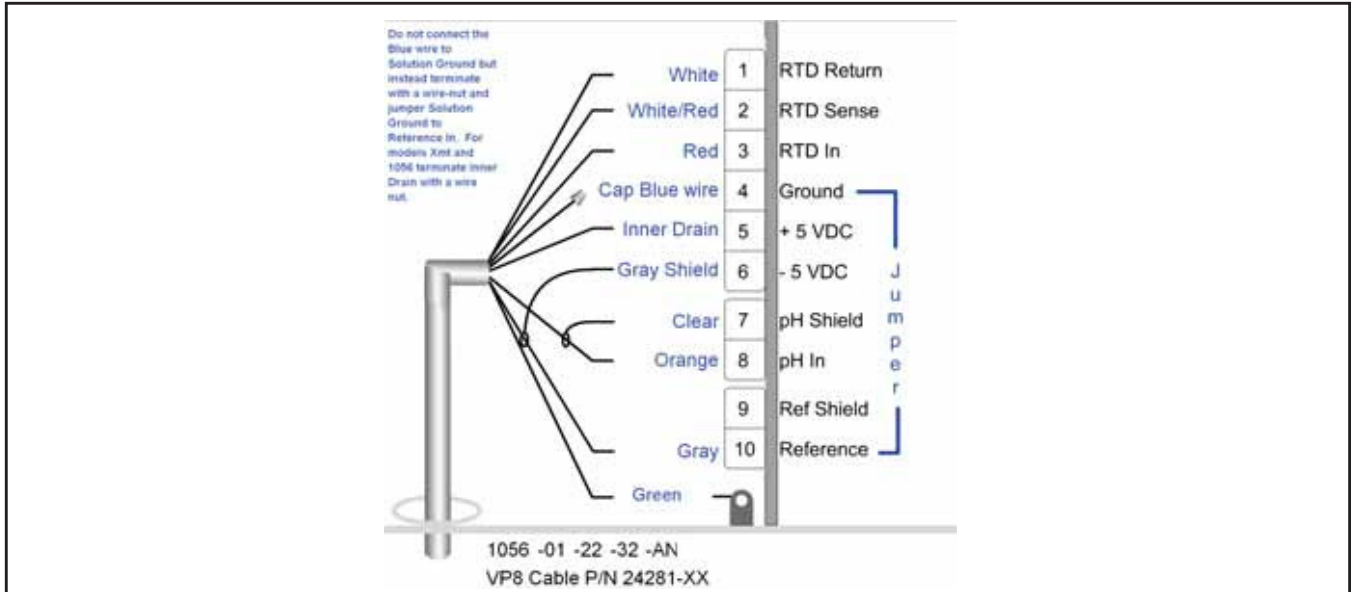 Do not connect the
Blue wire to
Solution Ground but
instead terminate
with a wire-nut and
jumper Solution
Ground to
Reference In. For
models Xmt and
1056 terminate inner
Drain with a wire
nut.
White 1 RTD Return
White/Red 2 RTD Sense
Red 3 RTD In
Cap Blue wire 4 Ground
Inner Drain 5 + 5 VDC
Gray Shield 6 - 5 VDC
Clear 7 pH Shield
Orange 8 pH In
9 Ref Shield
Gray 10 Reference
Jumper
Green
1056 -01 -22 -32 -AN
VP8 Cable P/N 24281-XX